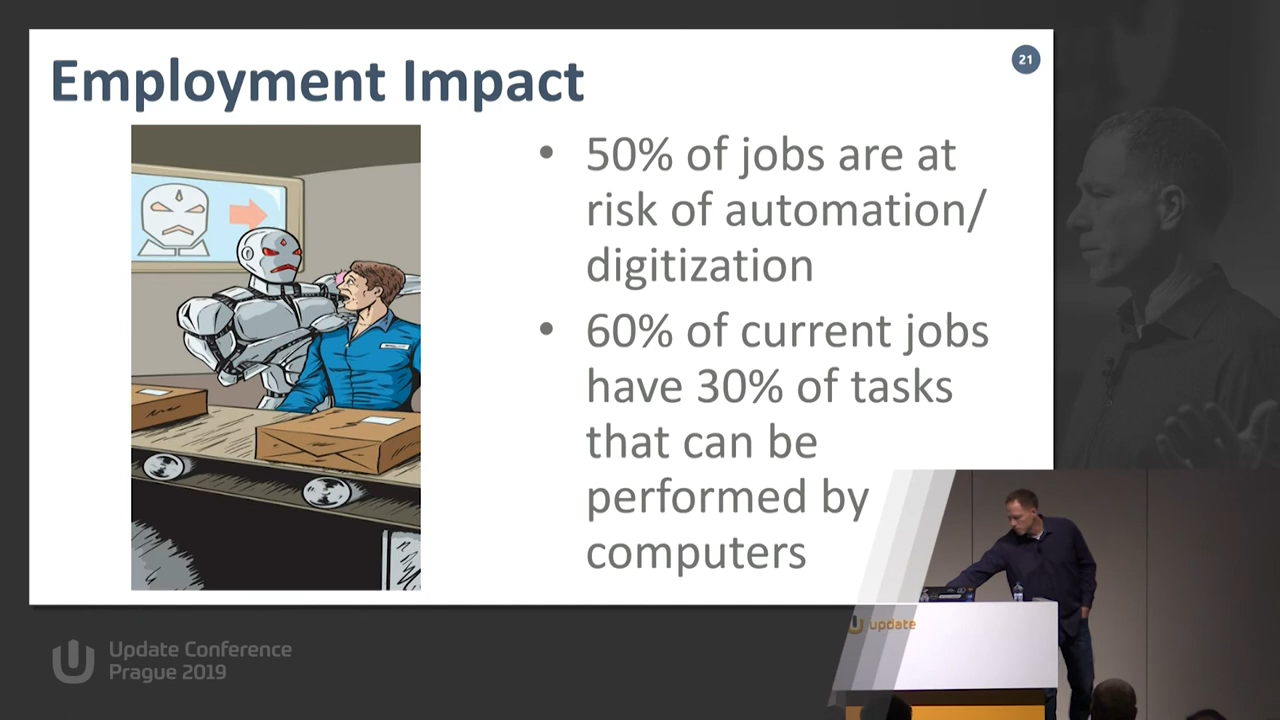 Employment Impact
21
• 50% of jobs are at
risk of automation/
digitization
• 60% of current jobs
have 30% of tasks
that can be
performed by
computers
update
Update Conference
Prague 2019